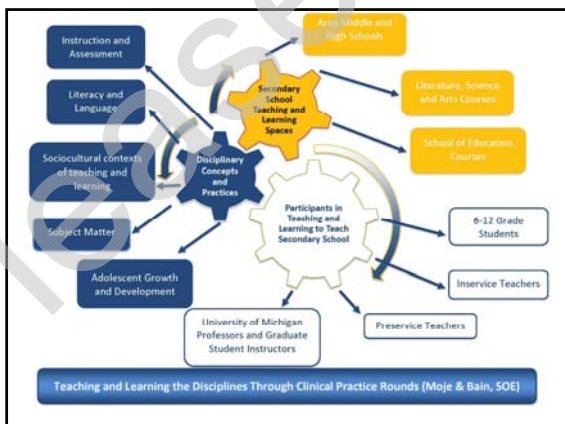 Area Middle and
High Schools
Instruction and
Assessment
Literacy and
Language
Secondary
School
Teaching and
Learning
Spaces
Literature, Science
and Arts Courses
School of Education
Courses
Sociocultural contexts
of teaching and
learning
Disciplinary
Concepts
and
Practices
Participants in
Teaching and
Learning to Teach
Secondary School
Subject Matter
6-12 Grade
Students
Adolescent Growth
and Development
Inservice Teachers
University of Michigan
Professors and Graduate
Student Instructors
Preservice Teachers
Teaching and Learning the Disciplines Through Clinical Practice Rounds (Moje & Bain, SOE)